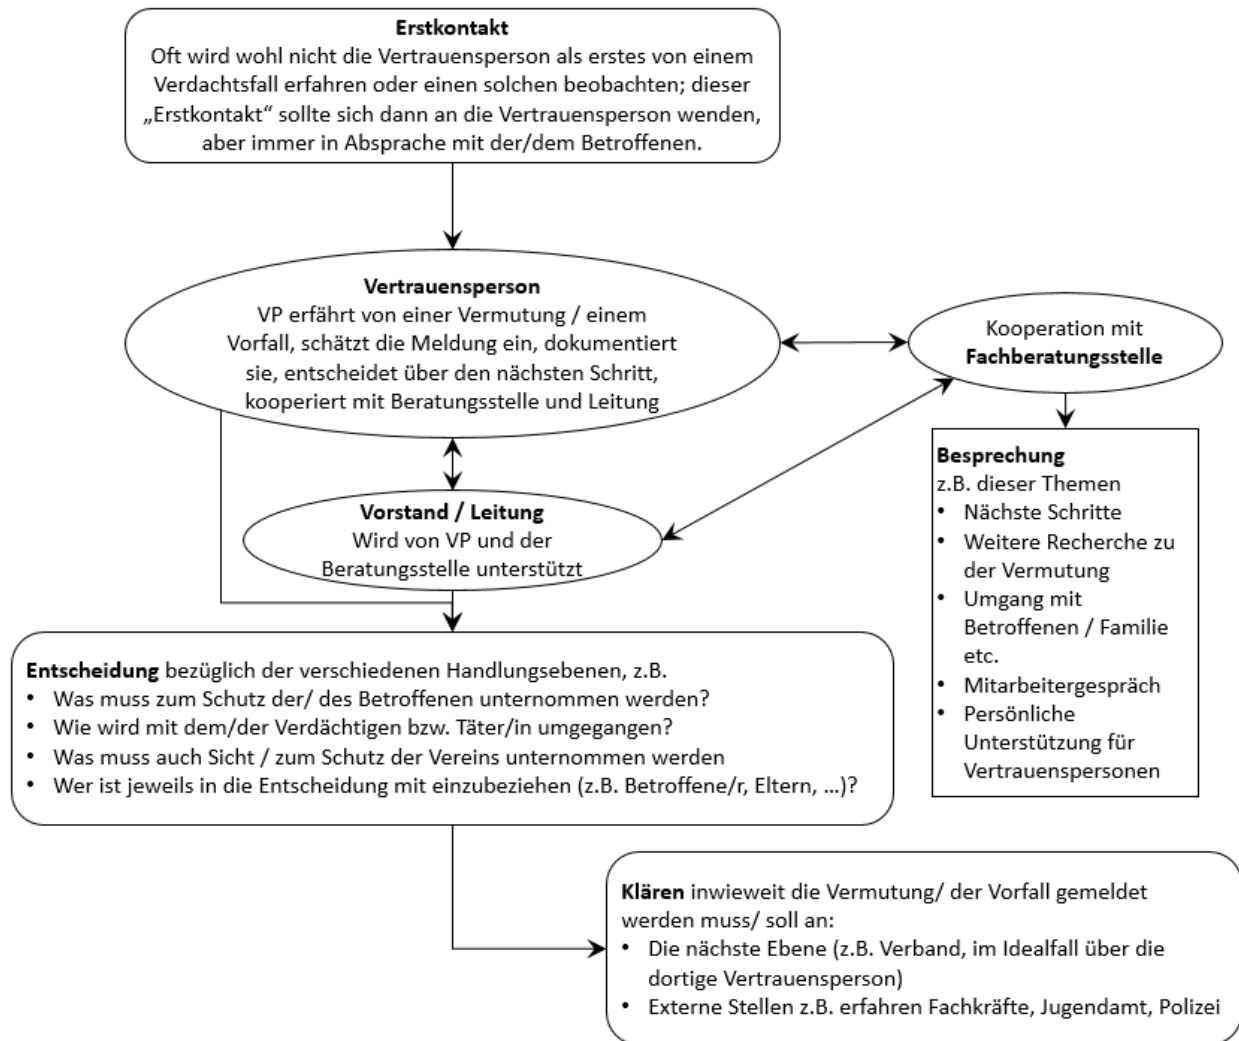 Erstkontakt
Oft wird wohl nicht die Vertrauensperson als erstes von einem
Verdachtsfall erfahren oder einen solchen beobachten; dieser
„Erstkontakt“ sollte sich dann an die Vertrauensperson wenden,
aber immer in Absprache mit der/dem Betroffenen.
Vertrauensperson
VP erfährt von einer Vermutung / einem
Vorfall, schätzt die Meldung ein, dokumentiert
sie, entscheidet über den nächsten Schritt,
kooperiert mit Beratungsstelle und Leitung
Kooperation mit
Fachberatungsstelle
Vorstand / Leitung
Wird von VP und der
Beratungsstelle unterstützt
Besprechung
z.B. dieser Themen
• Nächste Schritte
• Weitere Recherche zu
der Vermutung
• Umgang mit
Betroffenen / Familie
etc.
• Mitarbeitergespräch
• Persönliche
Unterstützung für
Vertrauenspersonen
Entscheidung bezüglich der verschiedenen Handlungsebenen, z.B.
• Was muss zum Schutz der/ des Betroffenen unternommen werden?
• Wie wird mit dem/der Verdächtigen bzw. Täter/in umgegangen?
• Was muss auch Sicht / zum Schutz der Vereins unternommen werden
• Wer ist jeweils in die Entscheidung mit einzubeziehen (z.B. Betroffene/r, Eltern, …)?
Klären inwieweit die Vermutung/ der Vorfall gemeldet
werden muss/ soll an:
• Die nächste Ebene (z.B. Verband, im Idealfall über die
dortige Vertrauensperson)
• Externe Stellen z.B. erfahren Fachkräfte, Jugendamt, Polizei